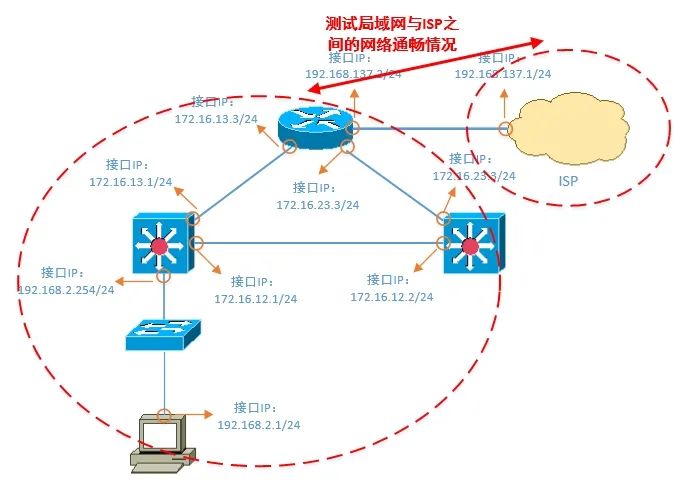 测试局域网与ISP之
间的网络通畅情况
接口IP：
192.168.137.2/24
接口IP：
192.168.137.1/24
接口IP：
172.16.13.3/24
接口IP：
172.16.13.1/24
接口IP：
172.16.23.3/24
接口IP：
172.16.23.3/24
ISP
接口IP：
192.168.2.254/24
接口IP：
172.16.12.1/24
接口IP：
172.16.12.2/24
接口IP：
192.168.2.1/24